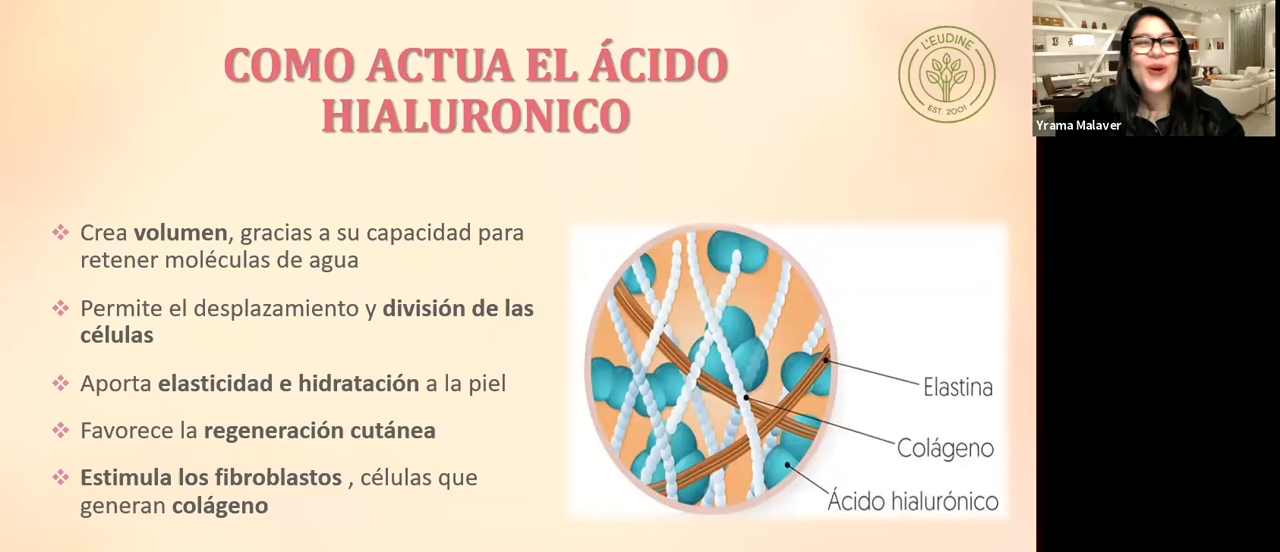 COMO ACTUA EL ÁCIDO
HIALURONICO
L'EUDINE
EST. 2001
Yrama Malaver
Crea volumen, gracias a su capacidad para
retener moléculas de agua
Permite el desplazamiento y división de las
células
Aporta elasticidad e hidratación a la piel
Favorece la regeneración cutánea
Estimula los fibroblastos , células que
generan colágeno
Elastina
Colágeno
Ácido hialurónico